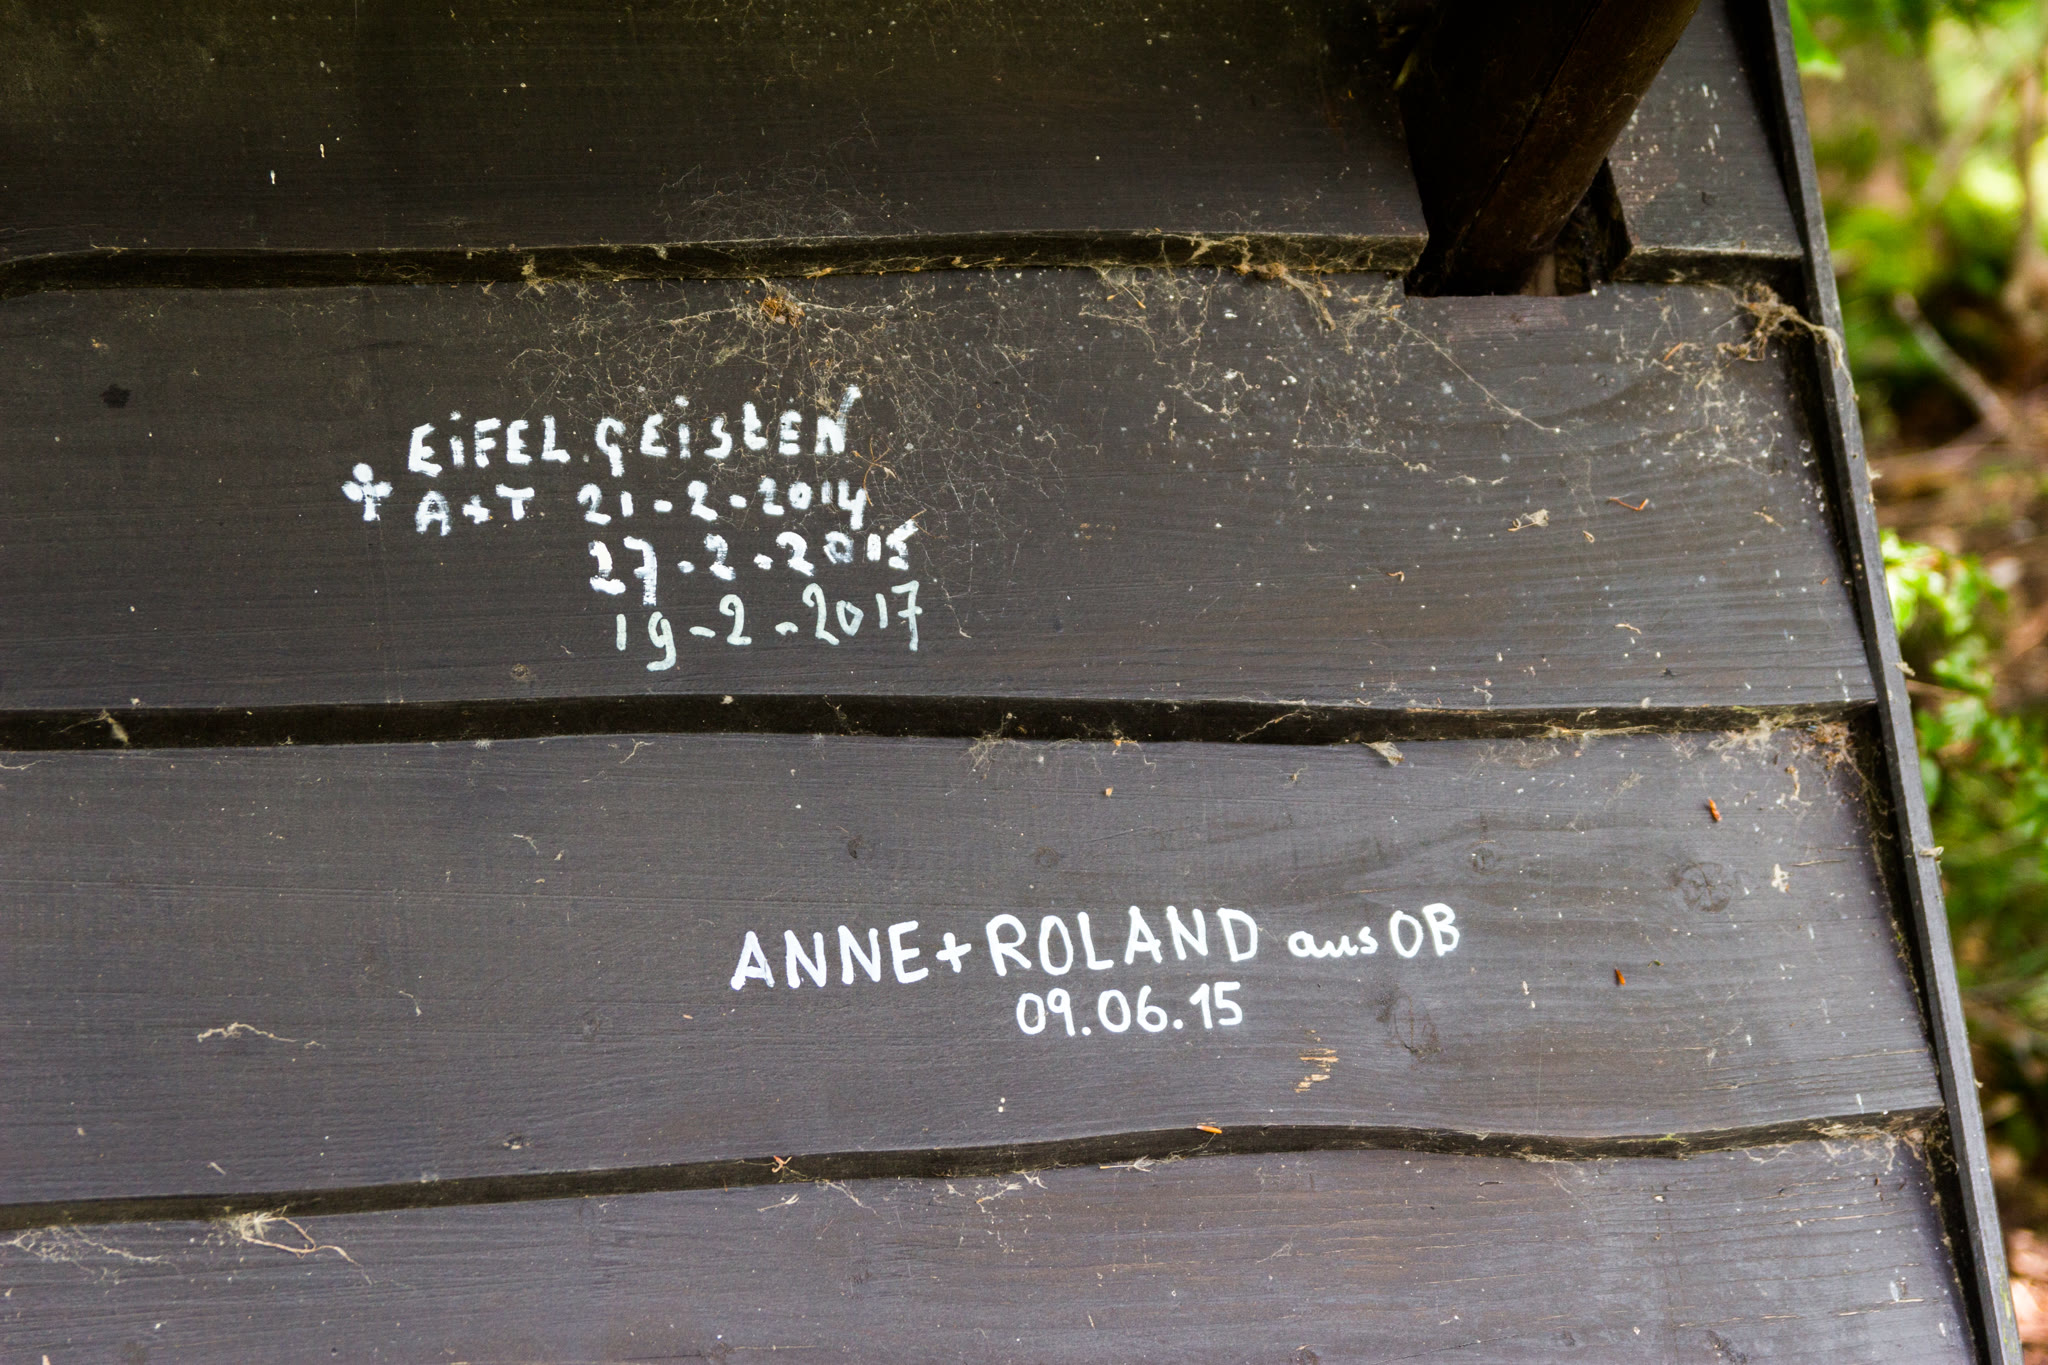 EiFEL GEiStEN
A+T 21-2-2014
27-2-2015
19-2-2017
ANNE+ROLAND aus OB
09.06.15